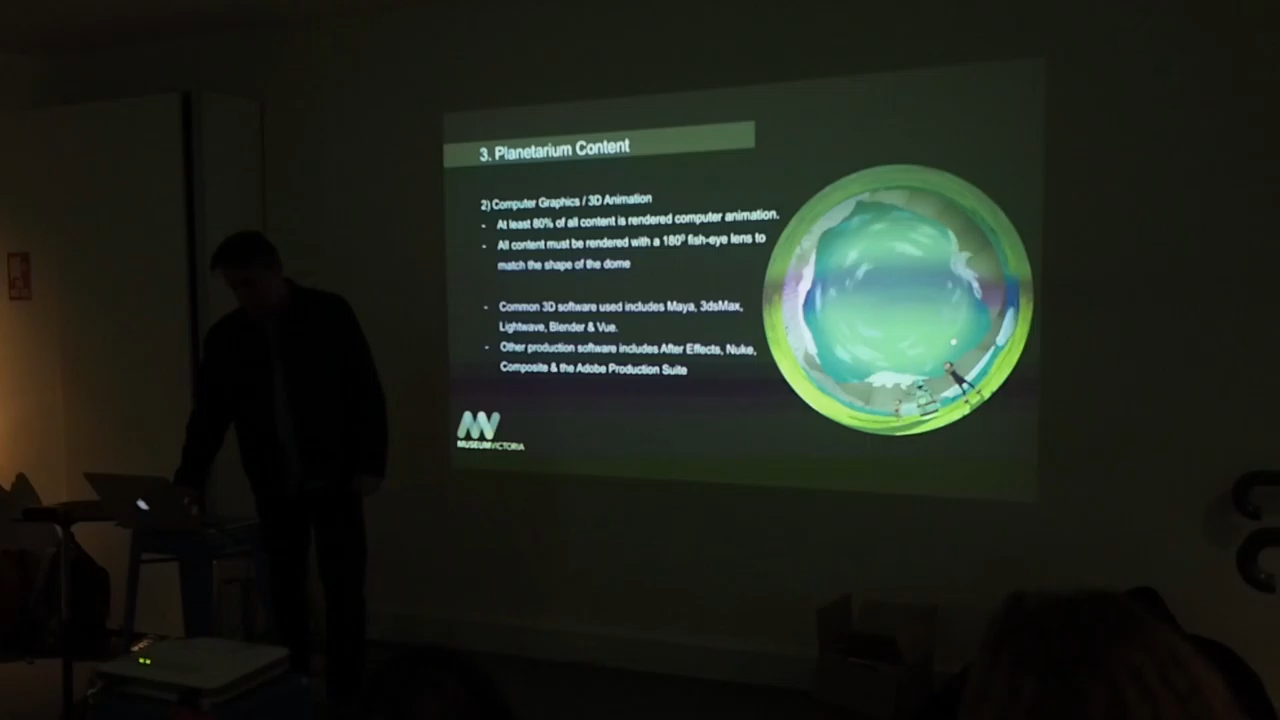 3. Planetarium Content
2) Computer Graphics / 3D Animation
- At least 80% of all content is rendered computer animation.
- All content must be rendered with a 180⁰ fish-eye lens to
match the shape of the dome
- Common 3D software used includes Maya, 3dsMax,
Lightwave, Blender & Vue.
- Other production software includes After Effects, Nuke,
Composite & the Adobe Production Suite
MV
MUSEUMVICTORIA